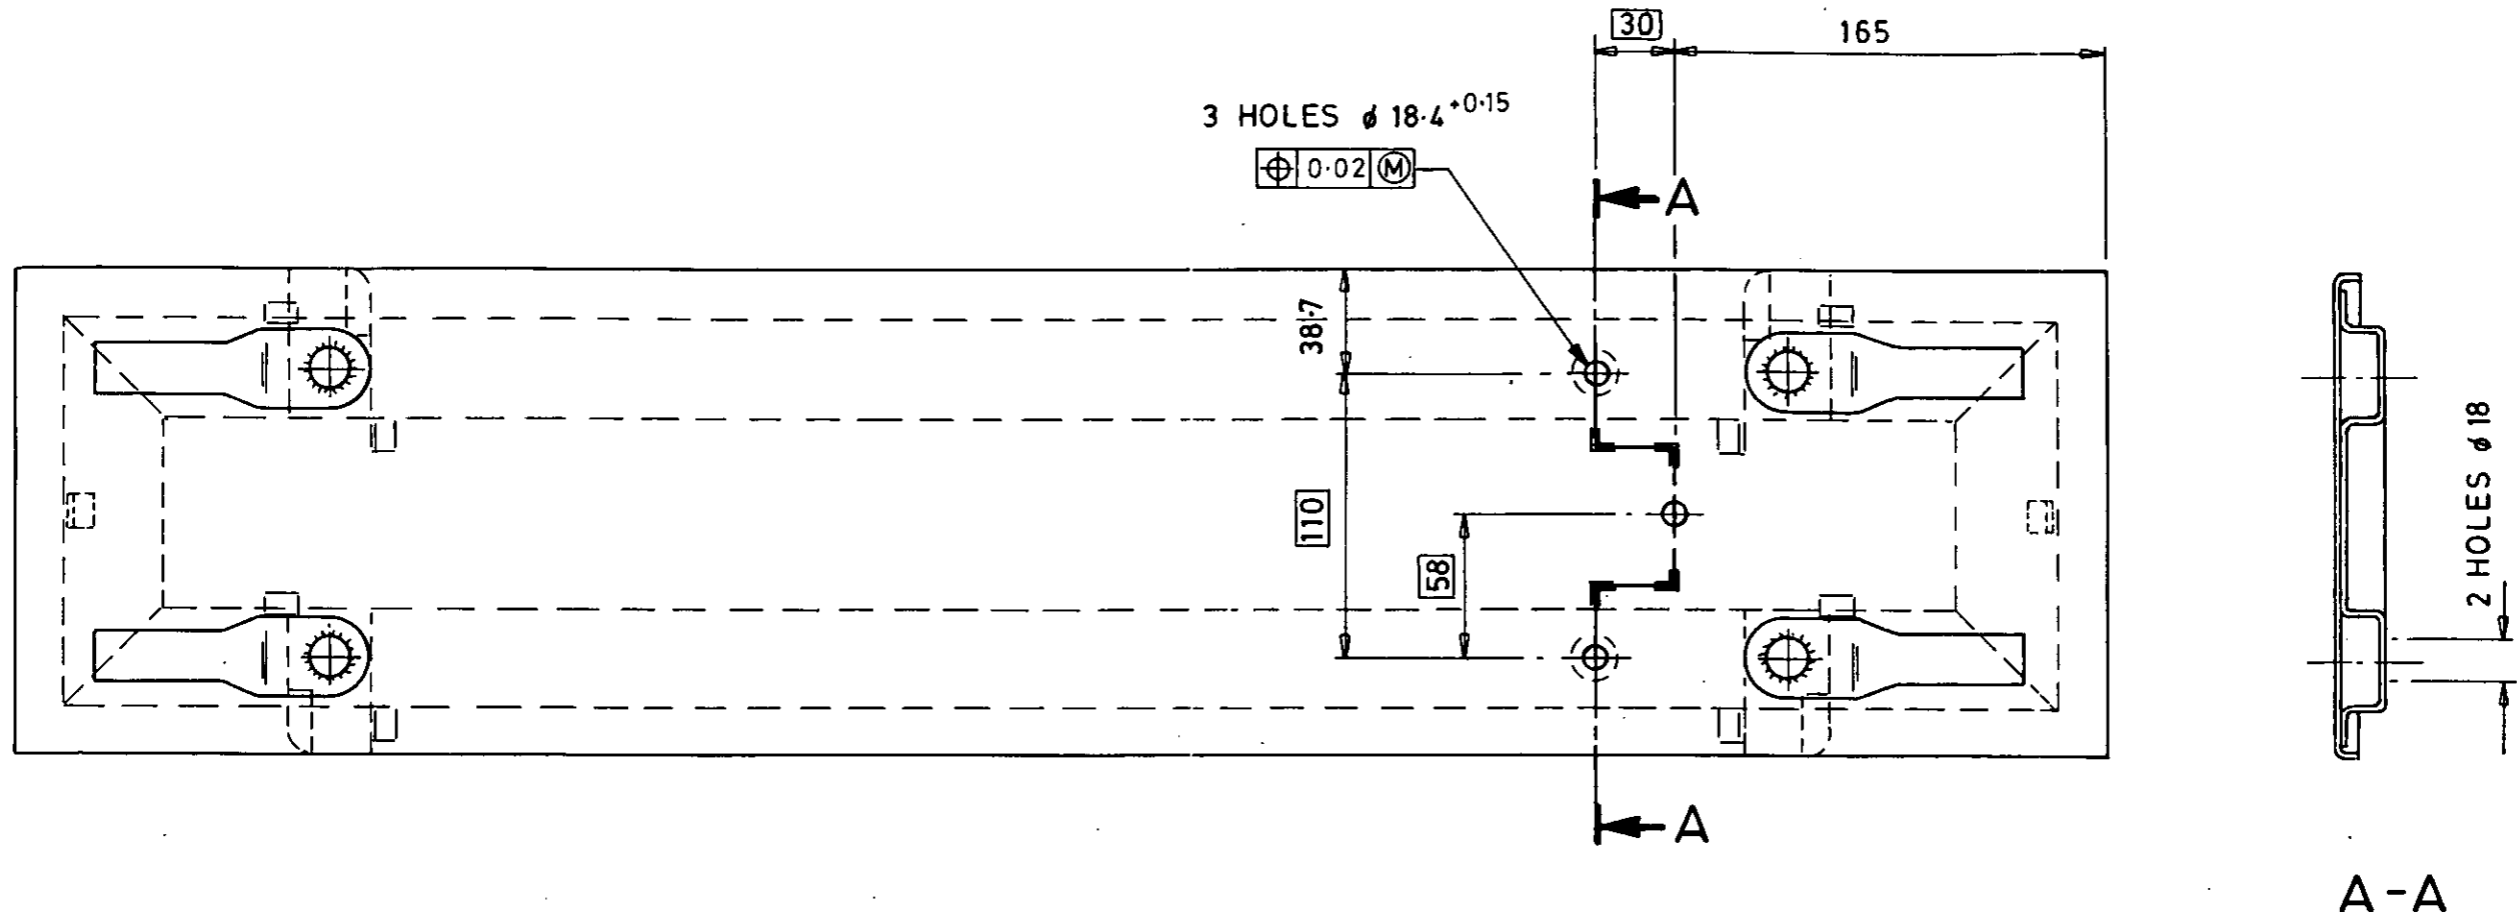 30
165
3 HOLES ø 18·4 +0·15
⌖ 0·02 Ⓜ
A
38·7
110
58
2 HOLES ø 18
A
A-A